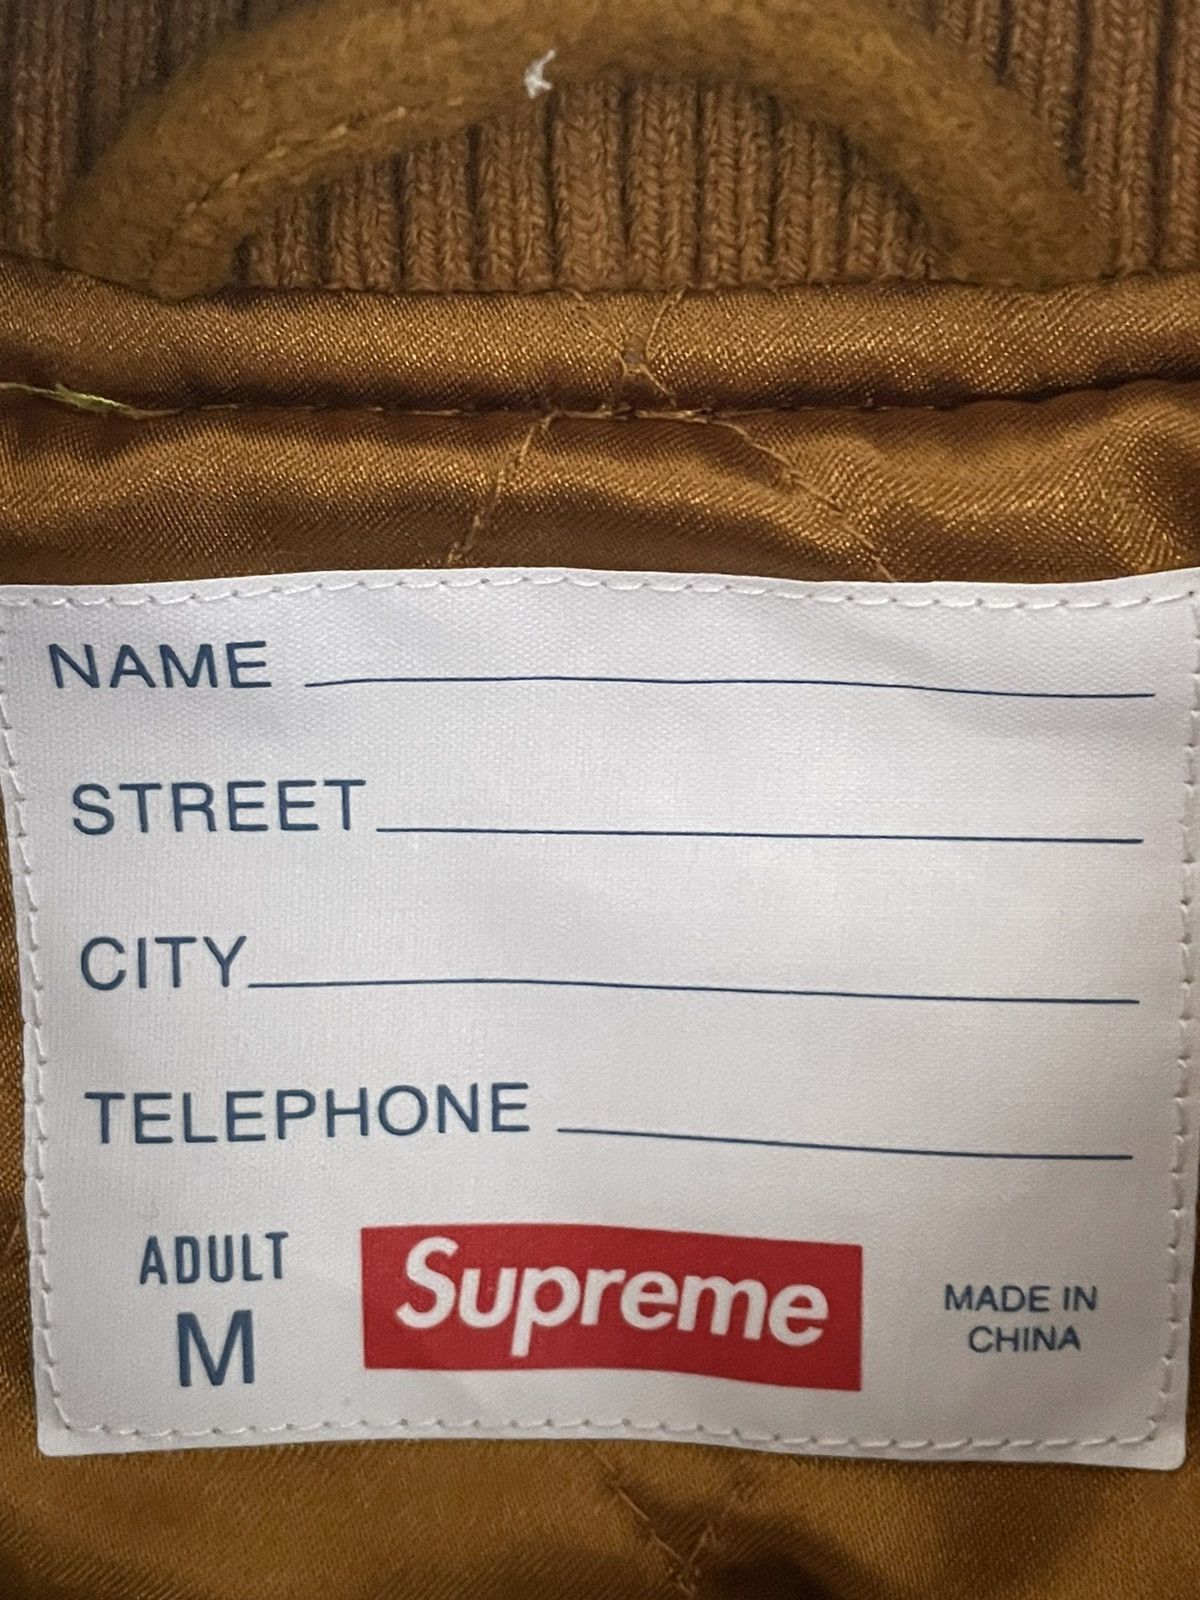 NAME
STREET
CITY
TELEPHONE
ADULT
M
Supreme
MADE IN
CHINA